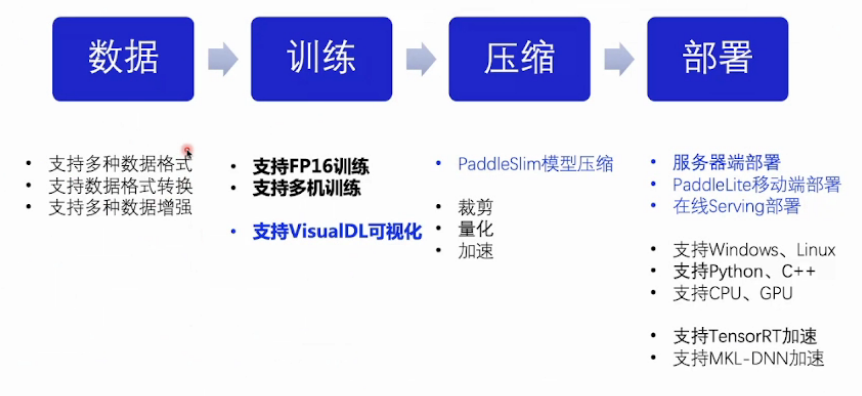 数据
训练
压缩
部署
• 支持多种数据格式
• 支持数据格式转换
• 支持多种数据增强
• 支持FP16训练
• 支持多机训练
• 支持VisualDL可视化
• PaddleSlim模型压缩
• 裁剪
• 量化
• 加速
• 服务器端部署
• PaddleLite移动端部署
• 在线Serving部署
• 支持Windows、Linux
• 支持Python、C++
• 支持CPU、GPU
• 支持TensorRT加速
• 支持MKL-DNN加速